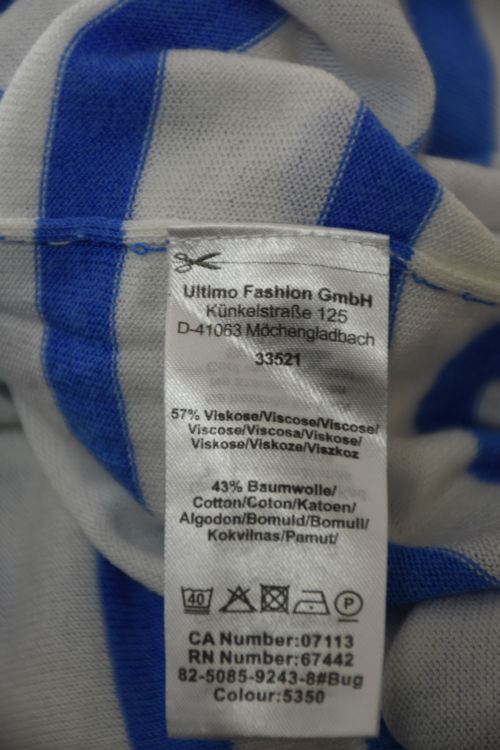 Ultimo Fashion GmbH
Künkelstraße 125
D-41063 Möchengladbach
33521
57% Viskose/Viscose/Viscose/
Viscose/Viscosa/Viskose/
Viskose/Viskoze/Viszkoz
43% Baumwolle/
Cotton/Coton/Katoen/
Algodon/Bomuld/Bomull/
Kokvilnas/Pamut/
40 P
CA Number:07113
RN Number:67442
82-5085-9243-8#Bug
Colour:5350